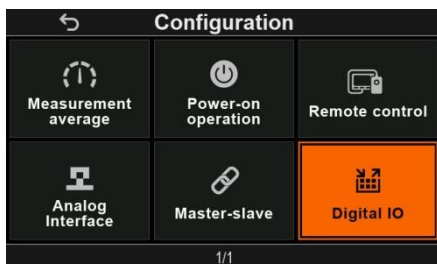 Configuration
Measurement
average
Power-on
operation
Remote control
Analog
Interface
Master-slave
Digital IO
1/1